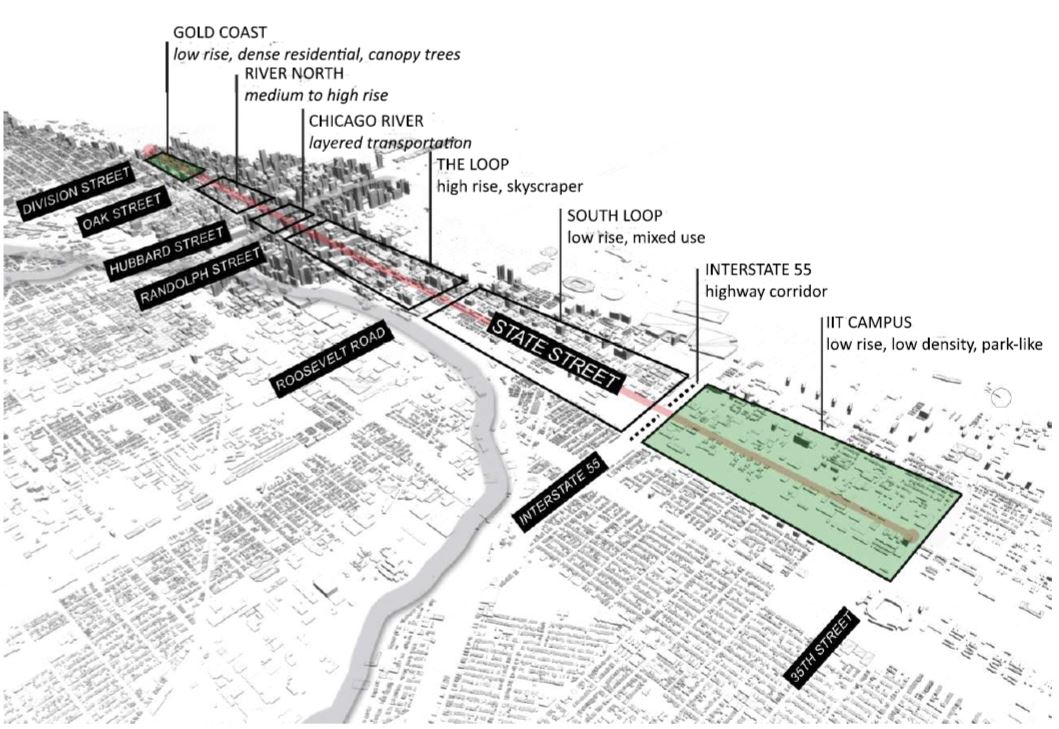 GOLD COAST
low rise, dense residential, canopy trees
RIVER NORTH
medium to high rise
CHICAGO RIVER
layered transportation
THE LOOP
high rise, skyscraper
SOUTH LOOP
low rise, mixed use
INTERSTATE 55
highway corridor
IIT CAMPUS
low rise, low density, park-like
DIVISION STREET
OAK STREET
HUBBARD STREET
RANDOLPH STREET
ROOSEVELT ROAD
STATE STREET
INTERSTATE 55
35TH STREET